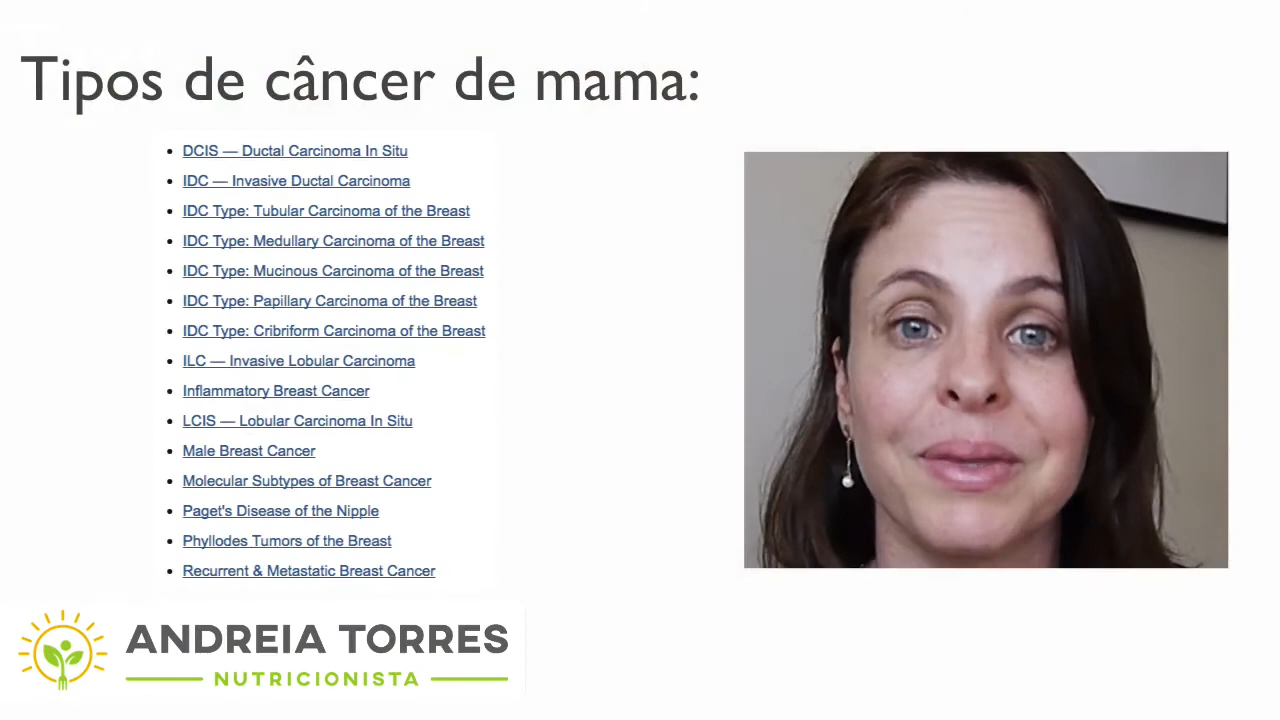 Tipos de câncer de mama:
DCIS — Ductal Carcinoma In Situ
IDC — Invasive Ductal Carcinoma
IDC Type: Tubular Carcinoma of the Breast
IDC Type: Medullary Carcinoma of the Breast
IDC Type: Mucinous Carcinoma of the Breast
IDC Type: Papillary Carcinoma of the Breast
IDC Type: Cribriform Carcinoma of the Breast
ILC — Invasive Lobular Carcinoma
Inflammatory Breast Cancer
LCIS — Lobular Carcinoma In Situ
Male Breast Cancer
Molecular Subtypes of Breast Cancer
Paget's Disease of the Nipple
Phyllodes Tumors of the Breast
Recurrent & Metastatic Breast Cancer
ANDREIA TORRES
NUTRICIONISTA